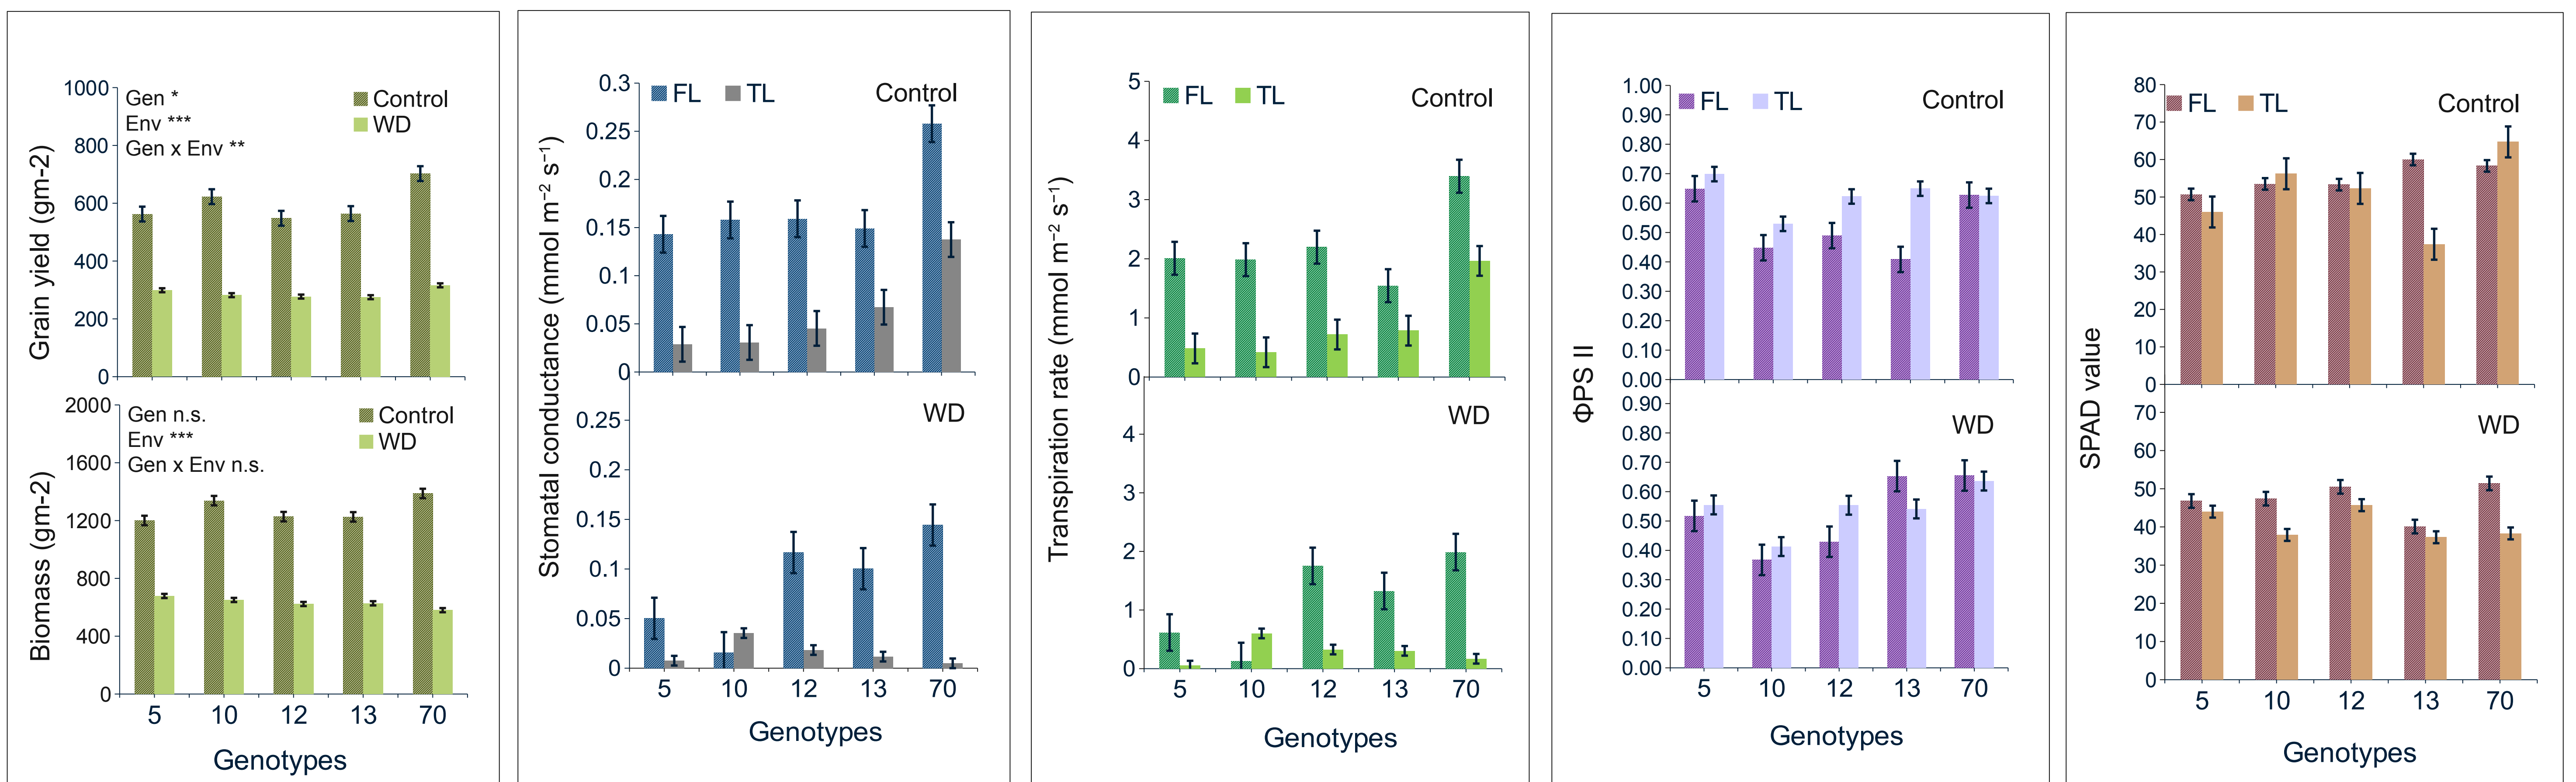 Grain yield (gm-2)
1000
800
600
400
200
0
Gen *
Env ***
Gen x Env **
Control
WD
Biomass (gm-2)
2000
1600
1200
800
400
0
Gen n.s.
Env ***
Gen x Env n.s.
Control
WD
5 10 12 13 70
Genotypes
Stomatal conductance (mmol m⁻² s⁻¹)
0.3
0.25
0.2
0.15
0.1
0.05
0
FL TL
Control
0.25
0.2
0.15
0.1
0.05
0
WD
5 10 12 13 70
Genotypes
Transpiration rate (mmol m⁻² s⁻¹)
5
4
3
2
1
0
FL TL
Control
4
3
2
1
0
WD
5 10 12 13 70
Genotypes
ΦPS II
1.00
0.90
0.80
0.70
0.60
0.50
0.40
0.30
0.20
0.10
0.00
FL TL
Control
0.90
0.80
0.70
0.60
0.50
0.40
0.30
0.20
0.10
0.00
WD
5 10 12 13 70
Genotypes
SPAD value
80
70
60
50
40
30
20
10
0
FL TL
Control
70
60
50
40
30
20
10
0
WD
5 10 12 13 70
Genotypes